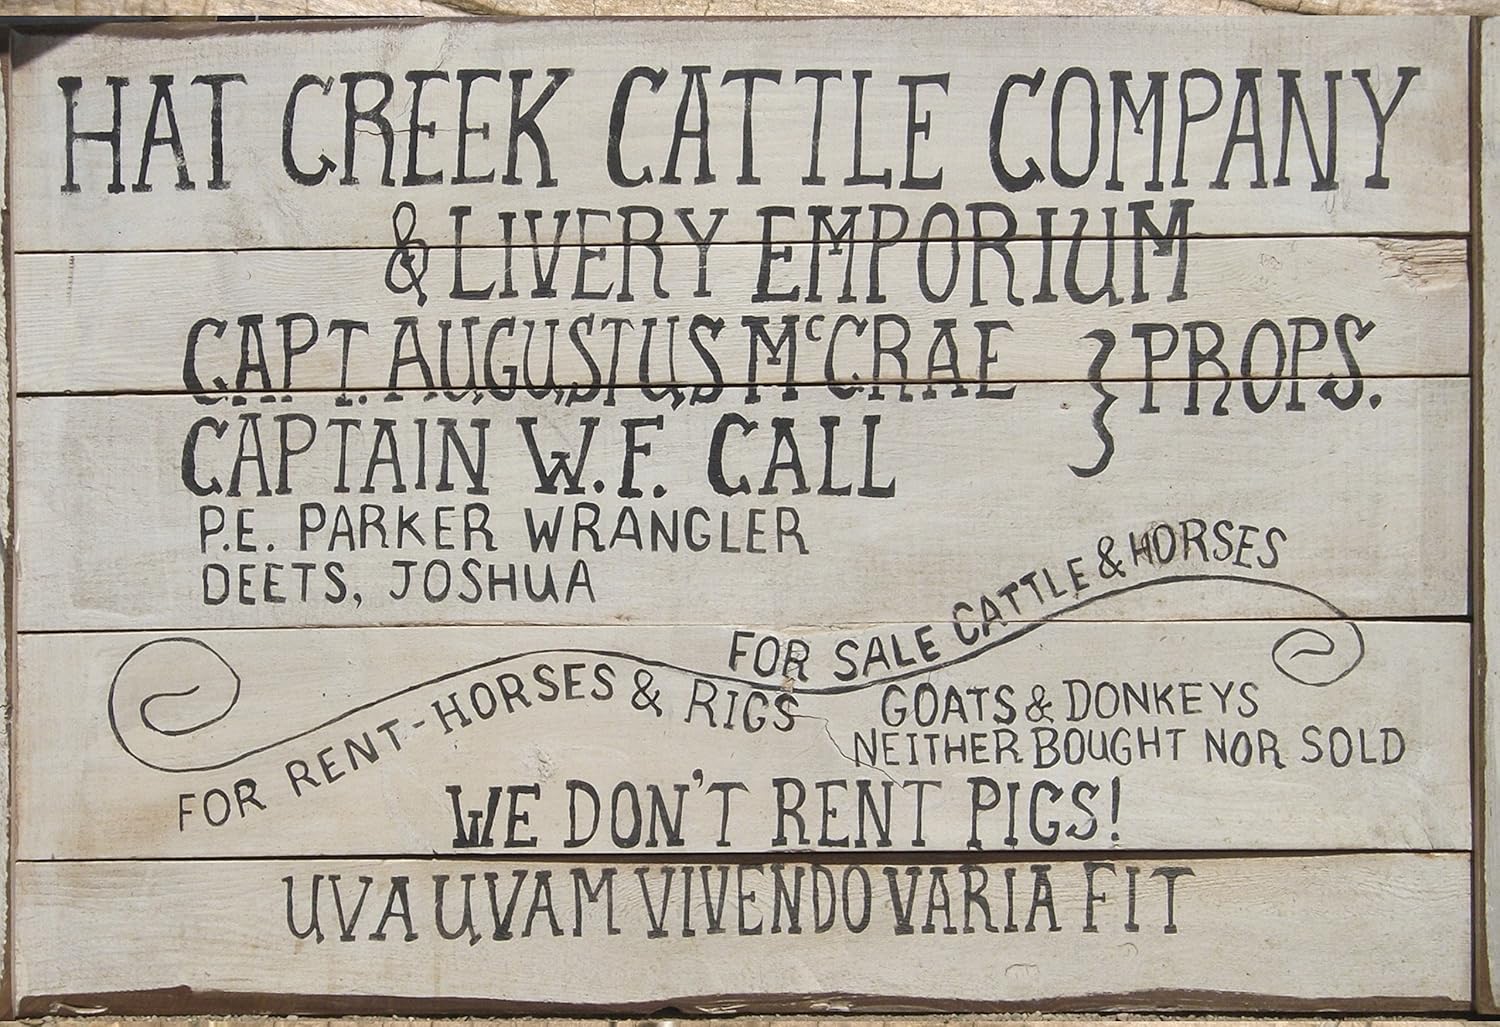 HAT CREEK CATTLE COMPANY
& LIVERY EMPORIUM
CAPT. AUGUSTUS McCRAE } PROPS.
CAPTAIN W.F. CALL
P.E. PARKER WRANGLER
DEETS, JOSHUA
FOR RENT-HORSES & RIGS
FOR SALE CATTLE & HORSES
GOATS & DONKEYS
NEITHER BOUGHT NOR SOLD
WE DON'T RENT PIGS!
UVA UVAM VIVENDO VARIA FIT